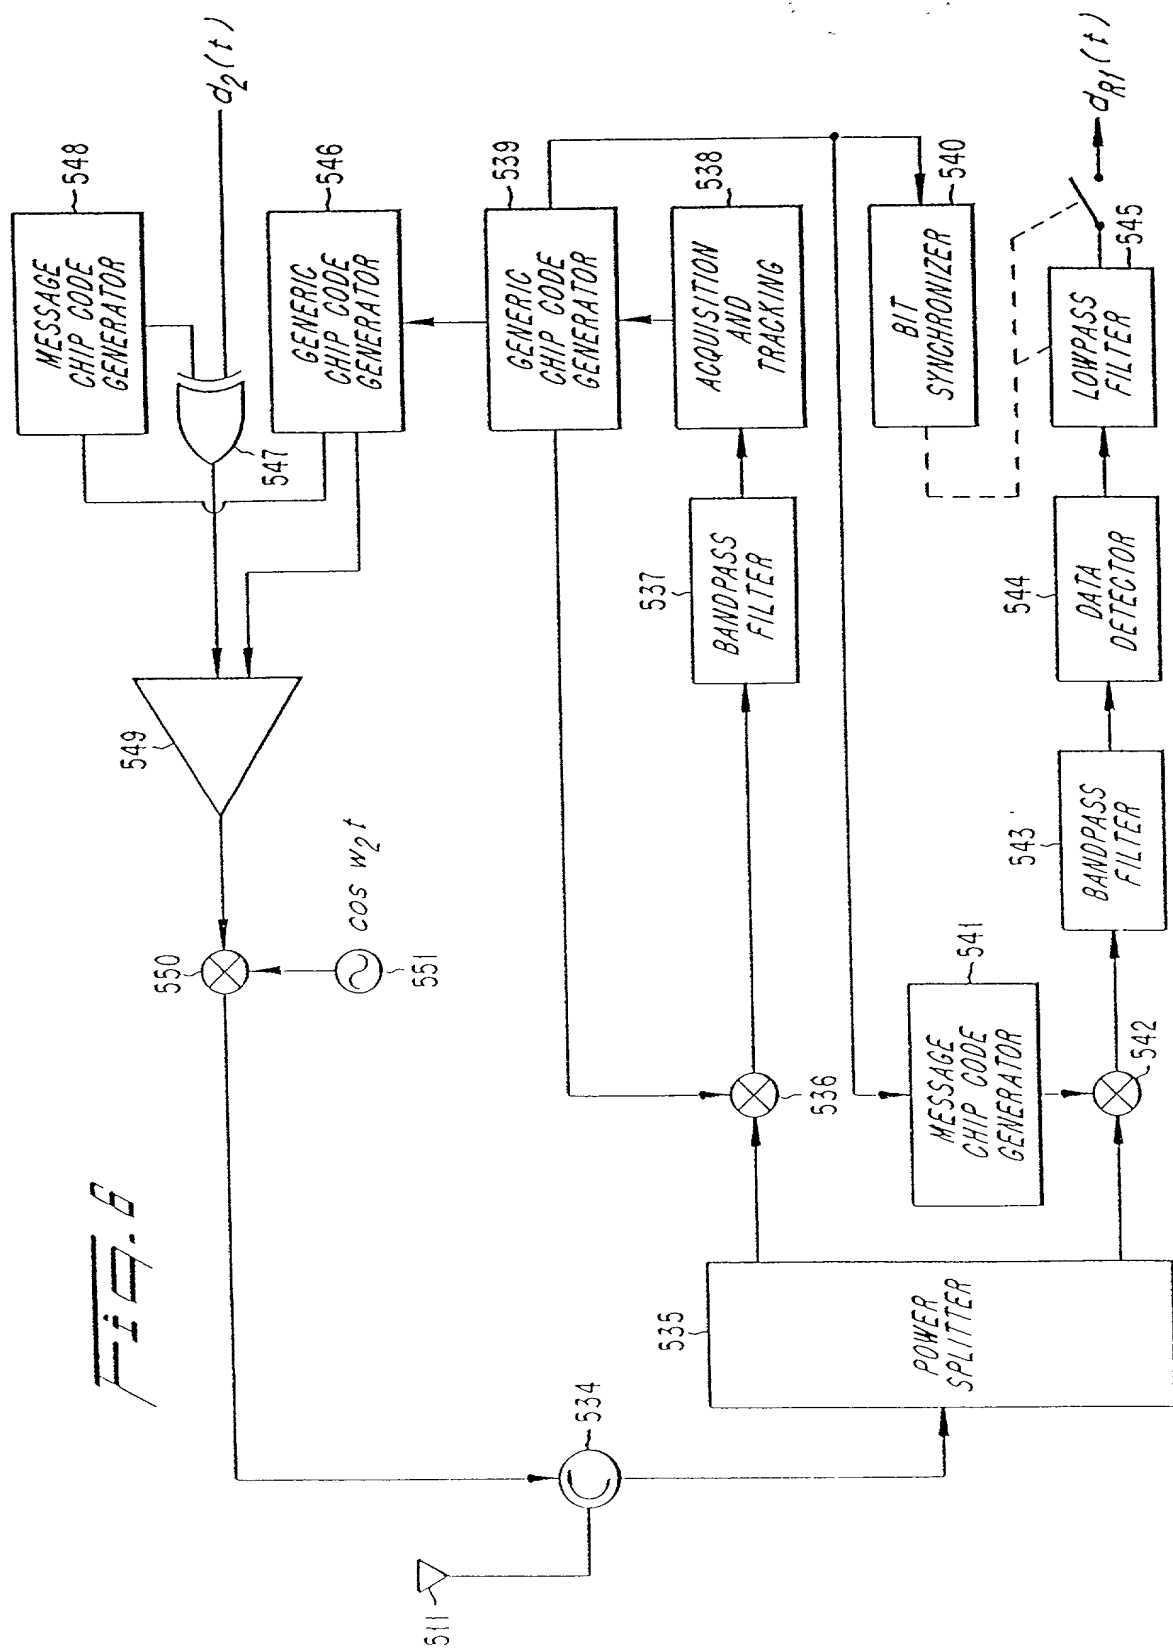 Fig. 6
511
534
550
cos w₂t
551
549
547
MESSAGE
CHIP CODE
GENERATOR
548
d₂(t)
GENERIC
CHIP CODE
GENERATOR
546
GENERIC
CHIP CODE
GENERATOR
539
536
537
BANDPASS
FILTER
ACQUISITION
AND
TRACKING
538
535
POWER
SPLITTER
MESSAGE
CHIP CODE
GENERATOR
541
BIT
SYNCHRONIZER
540
542
543
BANDPASS
FILTER
544
DATA
DETECTOR
LOWPASS
FILTER
545
d_R1(t)